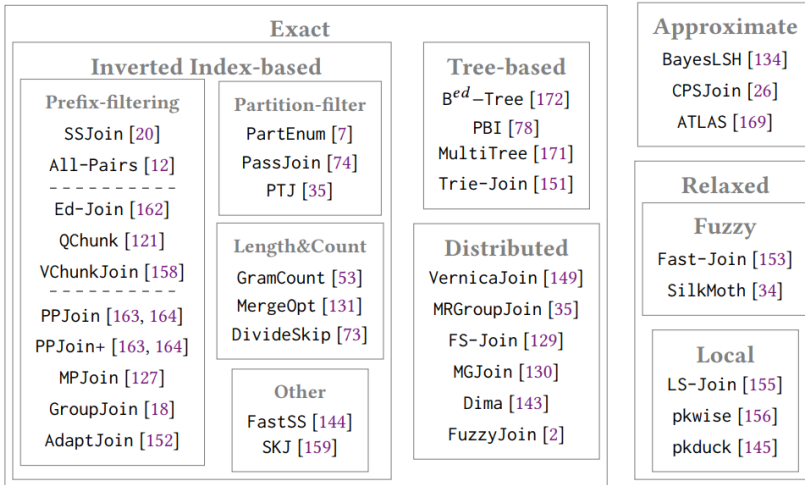 Exact
Inverted Index-based
Prefix-filtering
SSJoin [20]
All-Pairs [12]
Ed-Join [162]
QChunk [121]
VChunkJoin [158]
PPJoin [163, 164]
PPJoin+ [163, 164]
MPJoin [127]
GroupJoin [18]
AdaptJoin [152]
Partition-filter
PartEnum [7]
PassJoin [74]
PTJ [35]
Length&Count
GramCount [53]
MergeOpt [131]
DivideSkip [73]
Other
FastSS [144]
SKJ [159]
Tree-based
B^ed−Tree [172]
PBI [78]
MultiTree [171]
Trie-Join [151]
Distributed
VernicaJoin [149]
MRGroupJoin [35]
FS-Join [129]
MGJoin [130]
Dima [143]
FuzzyJoin [2]
Approximate
BayesLSH [134]
CPSJoin [26]
ATLAS [169]
Relaxed
Fuzzy
Fast-Join [153]
SilkMoth [34]
Local
LS-Join [155]
pkwise [156]
pkduck [145]